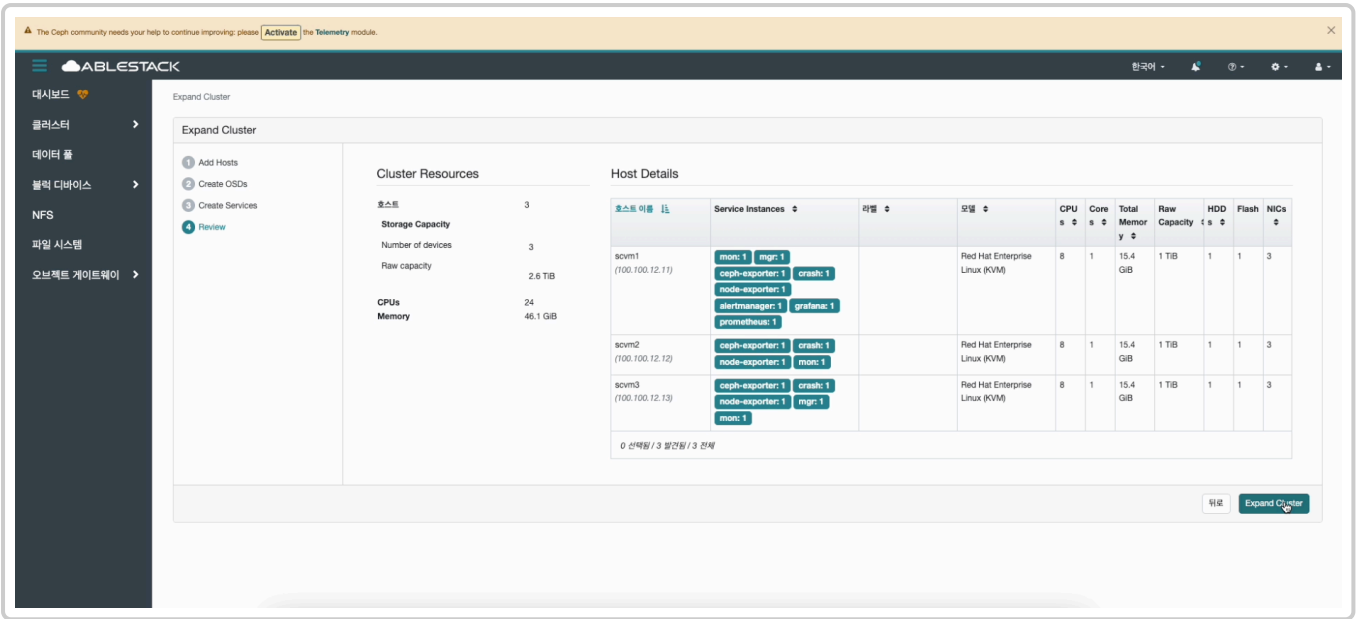 The Ceph community needs your help to continue improving: please Activate the Telemetry module.
ABLESTACK
한국어
대시보드
클러스터
데이터 풀
블럭 디바이스
NFS
파일 시스템
오브젝트 게이트웨이
Expand Cluster
Expand Cluster
1 Add Hosts
2 Create OSDs
3 Create Services
4 Review
Cluster Resources
호스트 3
Storage Capacity
Number of devices 3
Raw capacity 2.6 TiB
CPUs 24
Memory 46.1 GiB
Host Details
호스트 이름 Service Instances 라벨 모델 CPUs Cores Total Memory Raw Capacity HDDs Flash NICs
scvm1 mon: 1 mgr: 1 Red Hat Enterprise 8 1 15.4 1 TiB 1 1 3
(100.100.12.11) ceph-exporter: 1 crash: 1 Linux (KVM) GiB
node-exporter: 1
alertmanager: 1 grafana: 1
prometheus: 1
scvm2 ceph-exporter: 1 crash: 1 Red Hat Enterprise 8 1 15.4 1 TiB 1 1 3
(100.100.12.12) node-exporter: 1 mon: 1 Linux (KVM) GiB
scvm3 ceph-exporter: 1 crash: 1 Red Hat Enterprise 8 1 15.4 1 TiB 1 1 3
(100.100.12.13) node-exporter: 1 mgr: 1 Linux (KVM) GiB
mon: 1
0 선택됨 / 3 발견됨 / 3 전체
뒤로 Expand Cluster